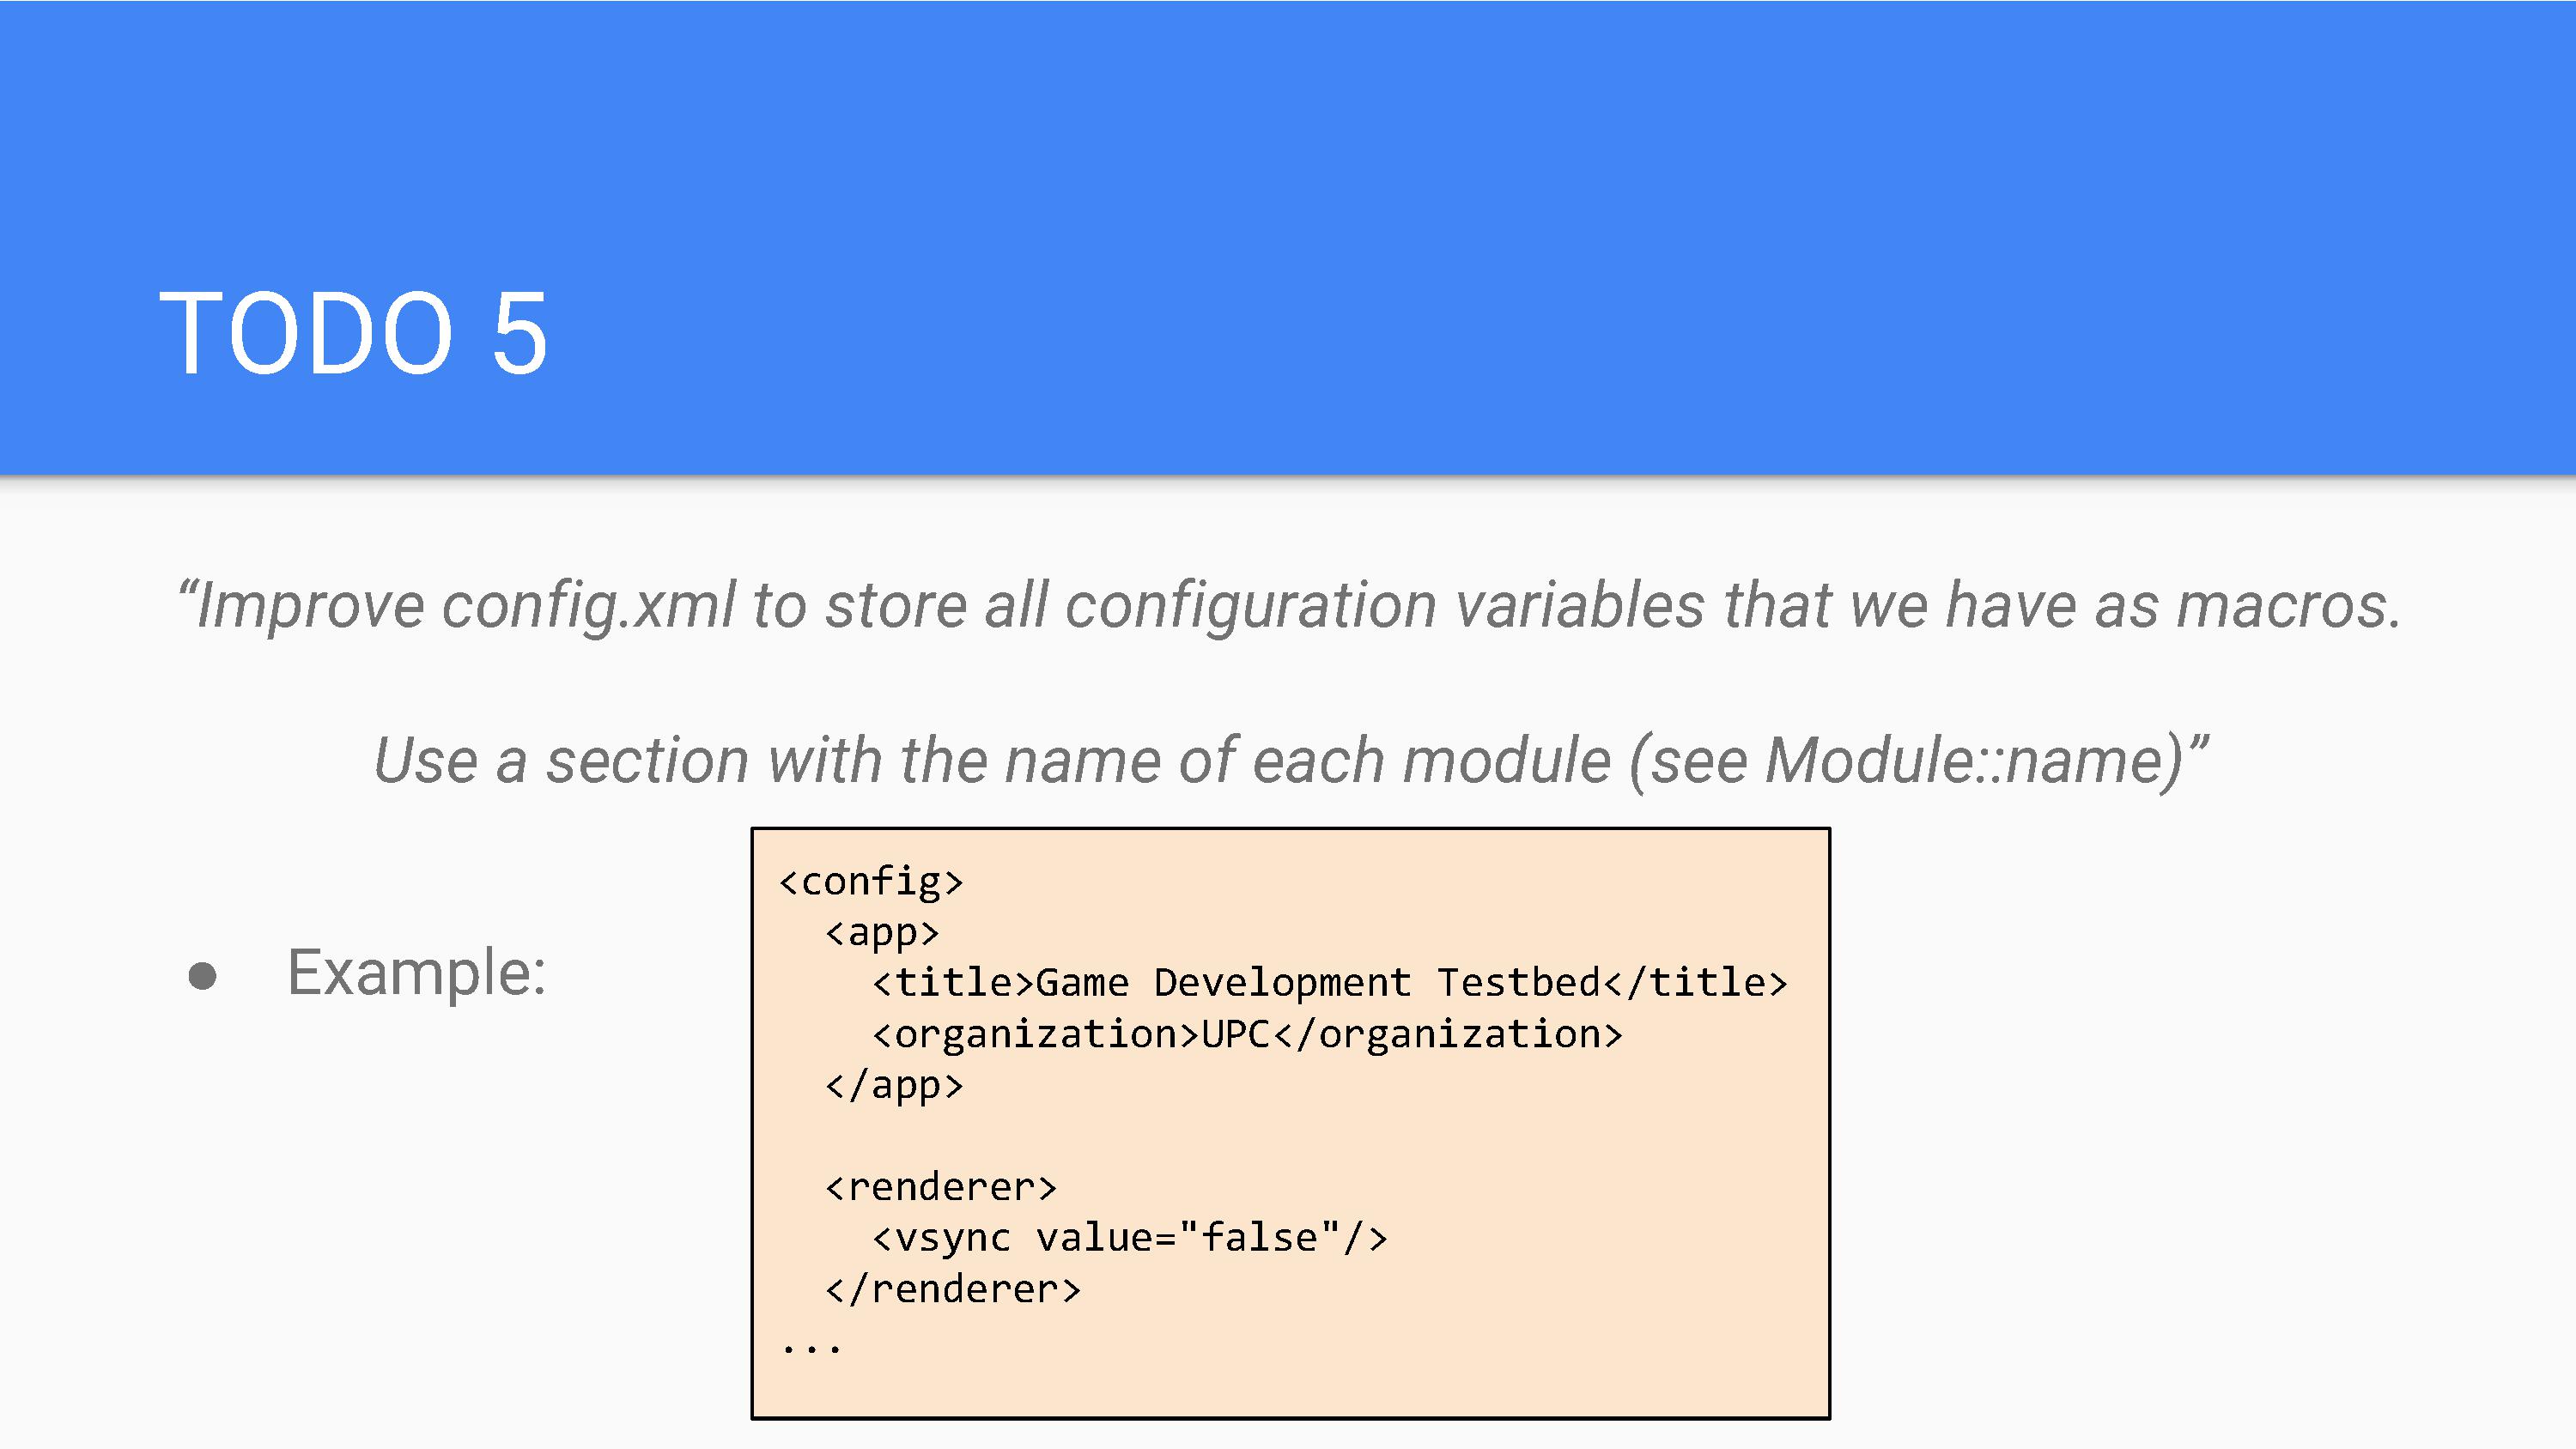 TODO 5
“Improve config.xml to store all configuration variables that we have as macros.
Use a section with the name of each module (see Module::name)”
● Example:
<config>
  <app>
    <title>Game Development Testbed</title>
    <organization>UPC</organization>
  </app>

  <renderer>
    <vsync value="false"/>
  </renderer>
...